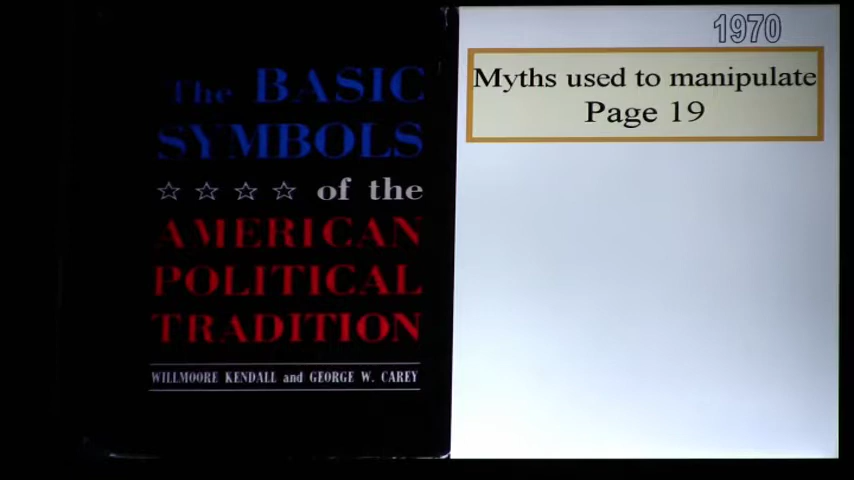 The BASIC
SYMBOLS
☆ ☆ ☆ ☆ of the
AMERICAN
POLITICAL
TRADITION
WILLMOORE KENDALL and GEORGE W. CAREY
1970
Myths used to manipulate
Page 19